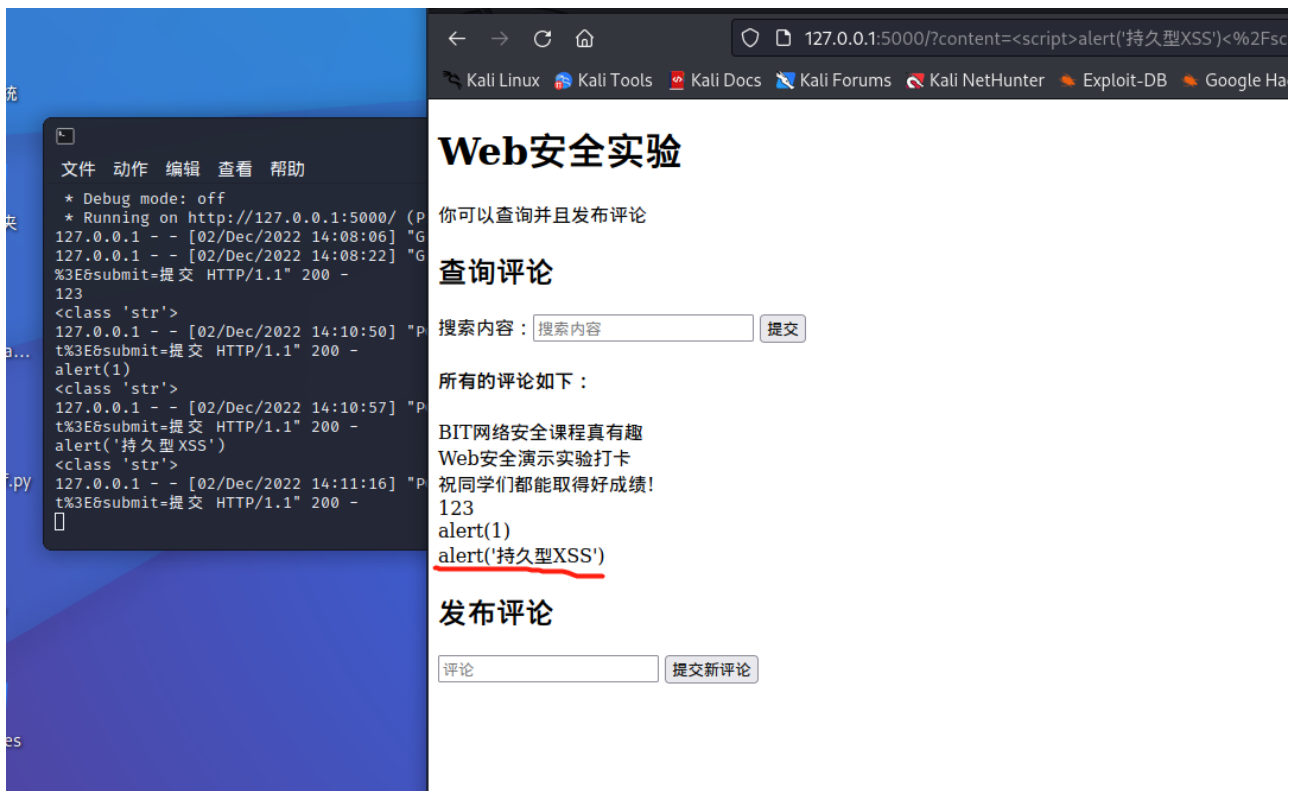 统
夹
a...
f.py
es
文件 动作 编辑 查看 帮助
* Debug mode: off
* Running on http://127.0.0.1:5000/ (P
127.0.0.1 - - [02/Dec/2022 14:08:06] "G
127.0.0.1 - - [02/Dec/2022 14:08:22] "G
%3E&submit=提交 HTTP/1.1" 200 -
123
<class 'str'>
127.0.0.1 - - [02/Dec/2022 14:10:50] "P
t%3E&submit=提交 HTTP/1.1" 200 -
alert(1)
<class 'str'>
127.0.0.1 - - [02/Dec/2022 14:10:57] "P
t%3E&submit=提交 HTTP/1.1" 200 -
alert('持久型XSS')
<class 'str'>
127.0.0.1 - - [02/Dec/2022 14:11:16] "P
t%3E&submit=提交 HTTP/1.1" 200 -
127.0.0.1:5000/?content=<script>alert('持久型XSS')<%2Fsc
Kali Linux Kali Tools Kali Docs Kali Forums Kali NetHunter Exploit-DB Google Ha
Web安全实验
你可以查询并且发布评论
查询评论
搜索内容：搜索内容 提交
所有的评论如下：
BIT网络安全课程真有趣
Web安全演示实验打卡
祝同学们都能取得好成绩!
123
alert(1)
alert('持久型XSS')
发布评论
评论 提交新评论